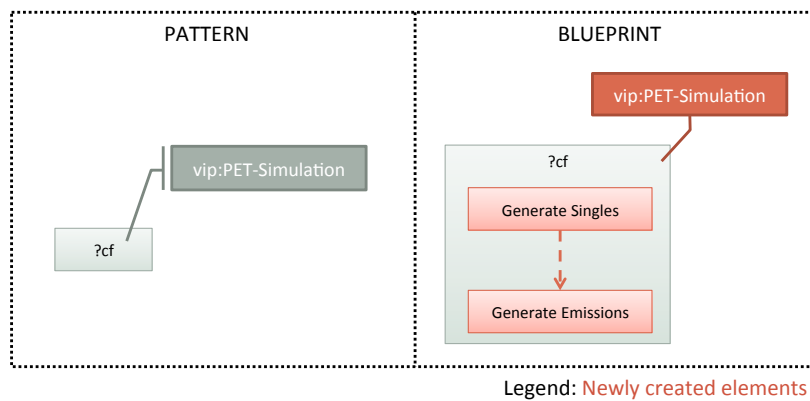 PATTERN
vip:PET-Simulation
?cf
BLUEPRINT
vip:PET-Simulation
?cf
Generate Singles
Generate Emissions
Legend: Newly created elements